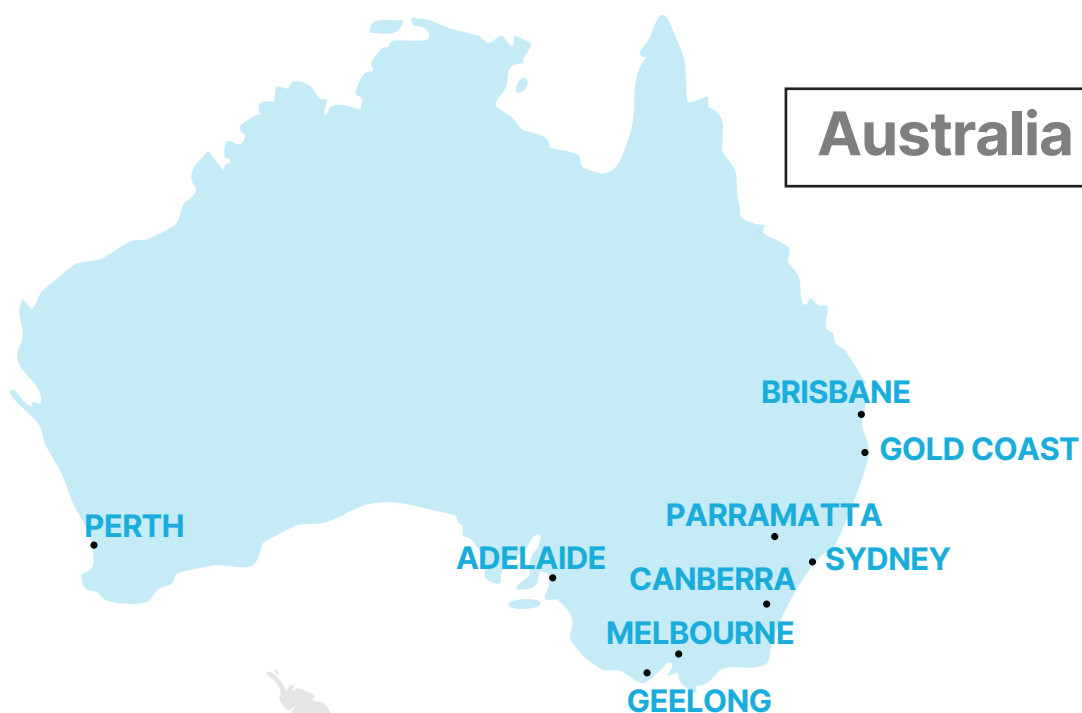 Australia
BRISBANE
GOLD COAST
PARRAMATTA
PERTH
ADELAIDE
SYDNEY
CANBERRA
MELBOURNE
GEELONG